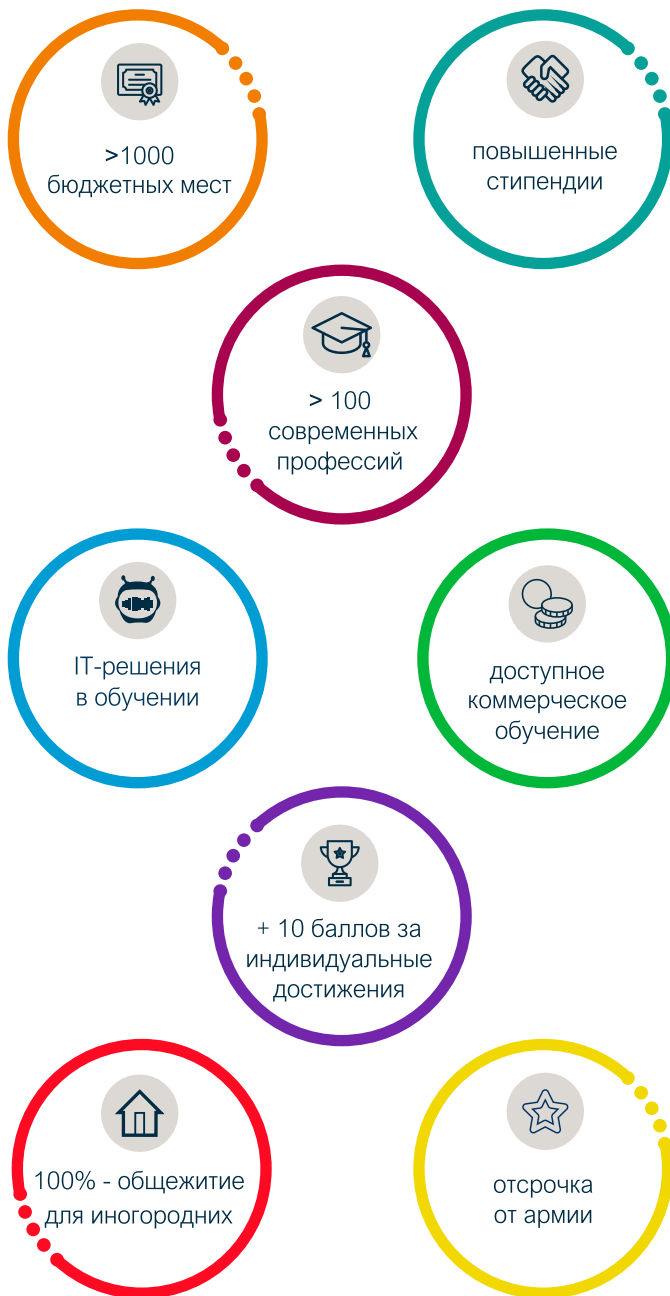 >1000
бюджетных мест
повышенные
стипендии
> 100
современных
профессий
IT-решения
в обучении
доступное
коммерческое
обучение
+ 10 баллов за
индивидуальные
достижения
100% - общежитие
для иногородних
отсрочка
от армии